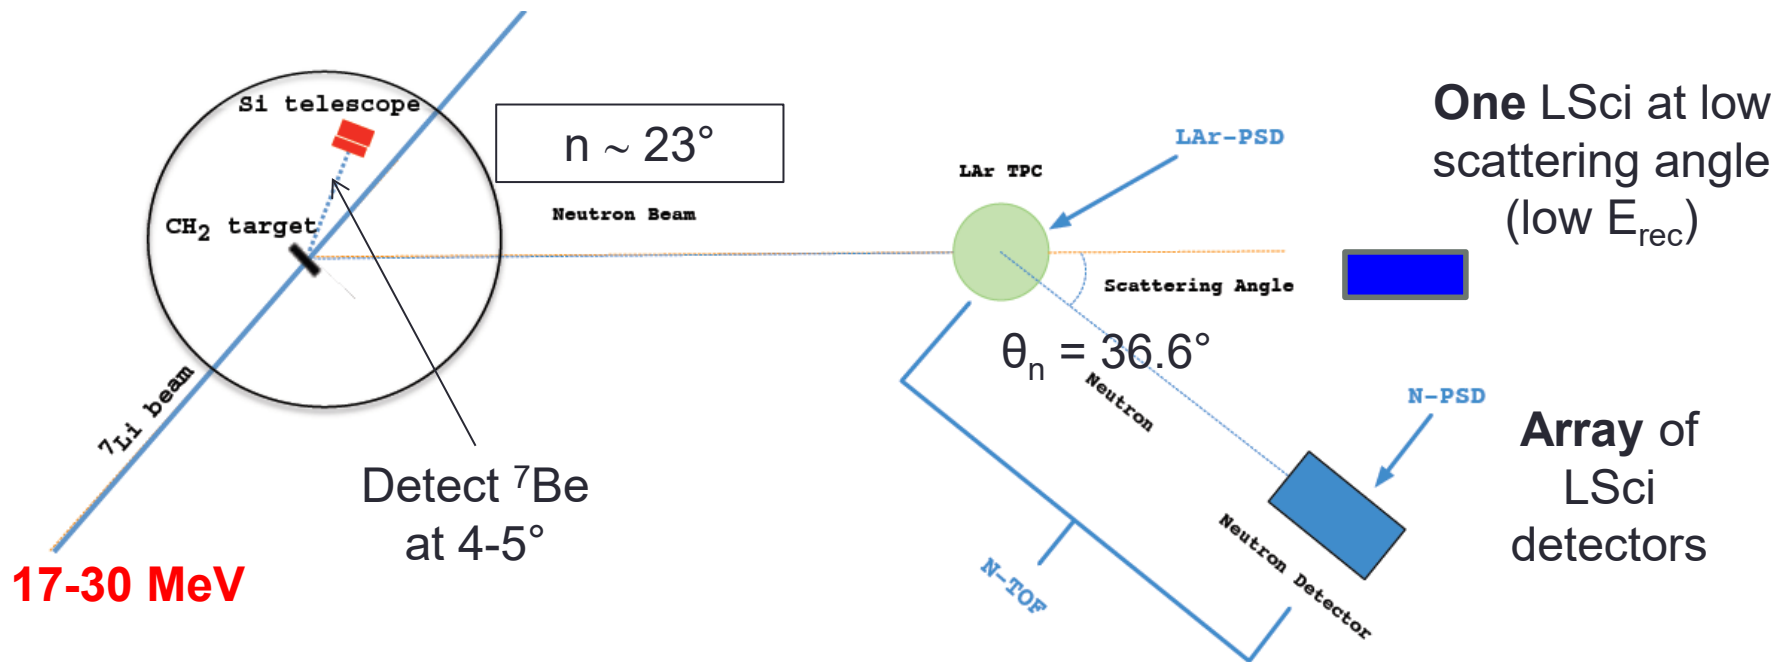 Si telescope
n ~ 23°
CH₂ target
Neutron Beam
⁷Li beam
Detect ⁷Be
at 4-5°
17-30 MeV
LAr-PSD
LAr TPC
Scattering Angle
θₙ = 36.6°
Neutron
N-PSD
N-TOF
Neutron Detector
One LSci at low
scattering angle
(low E_rec)
Array of
LSci
detectors